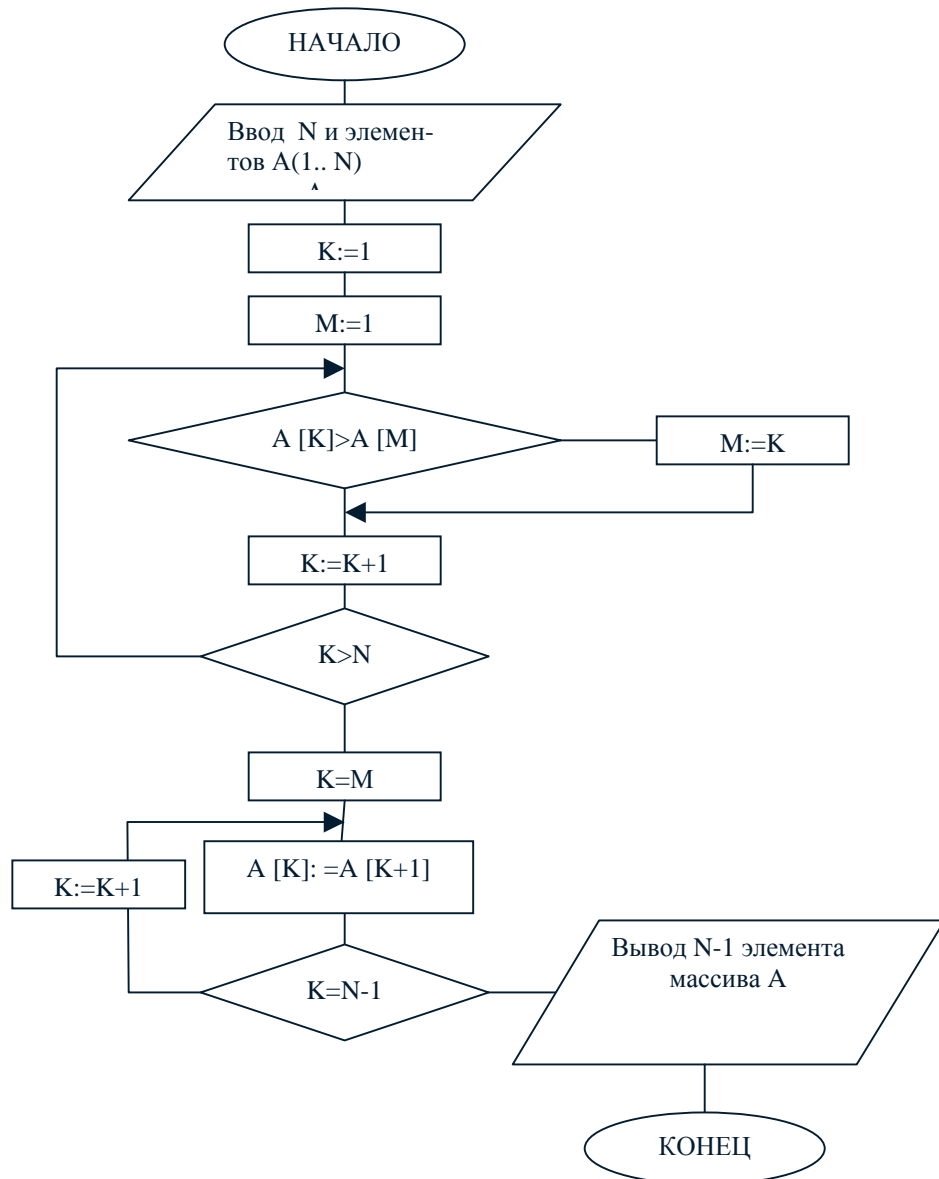 НАЧАЛО
Ввод N и элемен-
тов А(1.. N)
А
K:=1
M:=1
A [K]>A [M]
M:=K
K:=K+1
K>N
K=M
A [K]: =A [K+1]
K:=K+1
K=N-1
Вывод N-1 элемента
массива А
КОНЕЦ